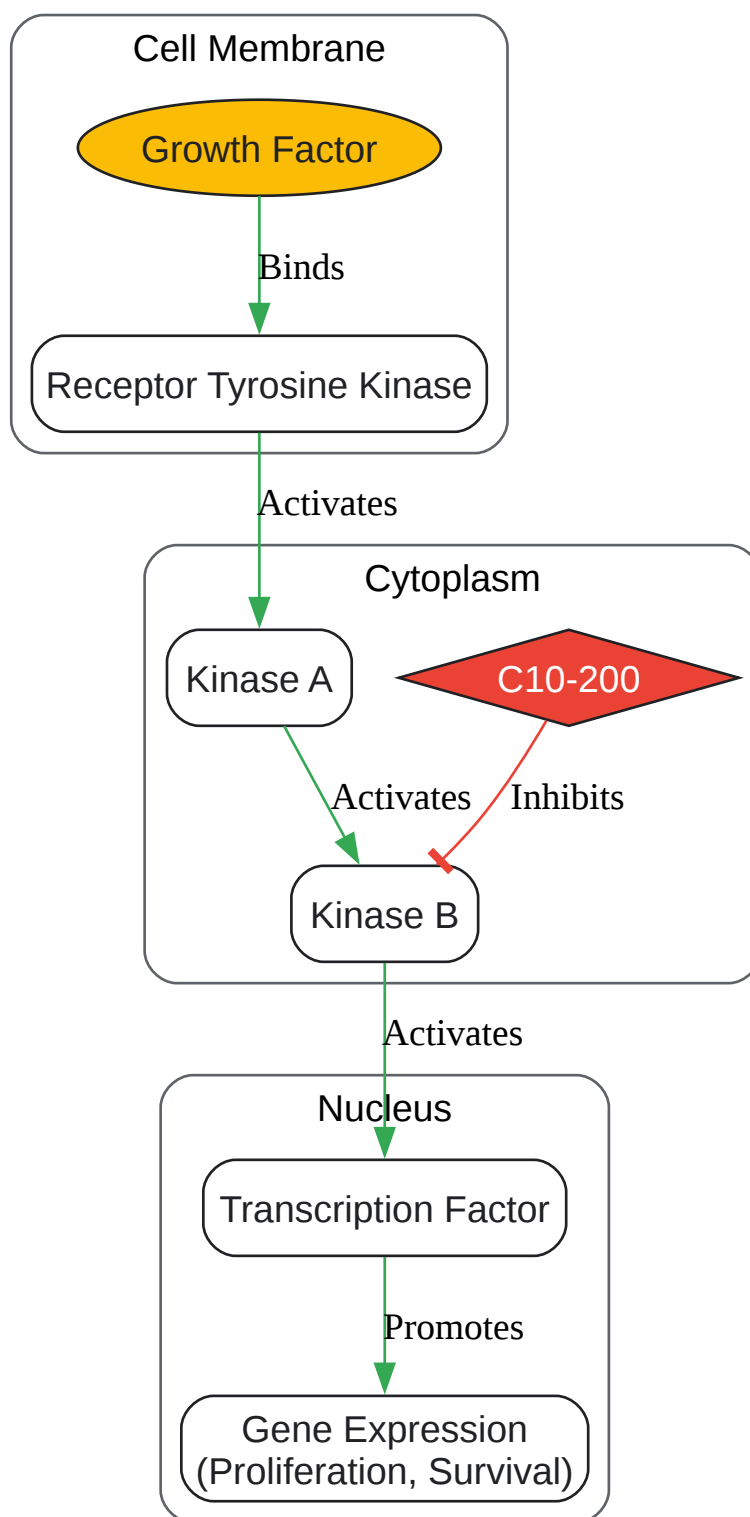 Cell Membrane
Growth Factor
Binds
Receptor Tyrosine Kinase
Activates
Cytoplasm
Kinase A
C10-200
Activates
Inhibits
Kinase B
Activates
Nucleus
Transcription Factor
Promotes
Gene Expression
(Proliferation, Survival)